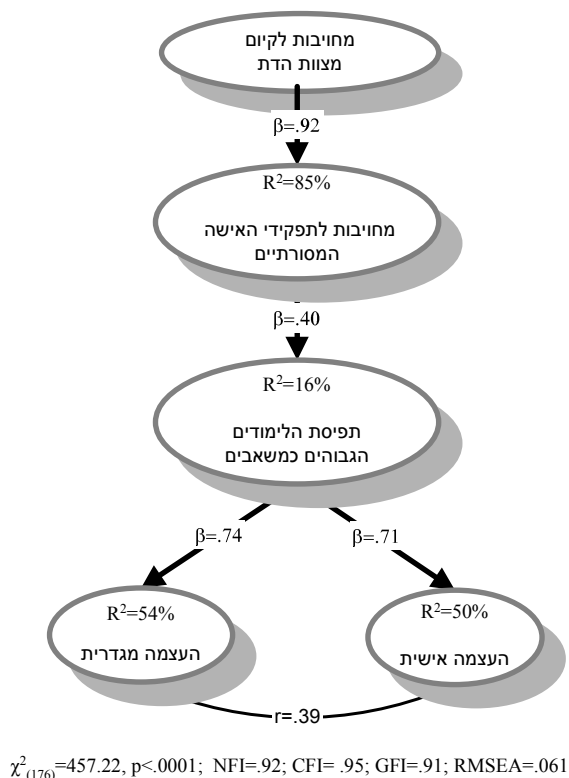 מחויבות לקיום
מצוות הדת
β=.92
R²=85%
מחויבות לתפקידי האישה
המסורתיים
β=.40
R²=16%
תפיסת הלימודים
הגבוהים כמשאבים
β=.74
β=.71
R²=54%
העצמה מגדרית
R²=50%
העצמה אישית
r=.39
χ²₍₁₇₆₎=457.22, p<.0001; NFI=.92; CFI= .95; GFI=.91; RMSEA=.061